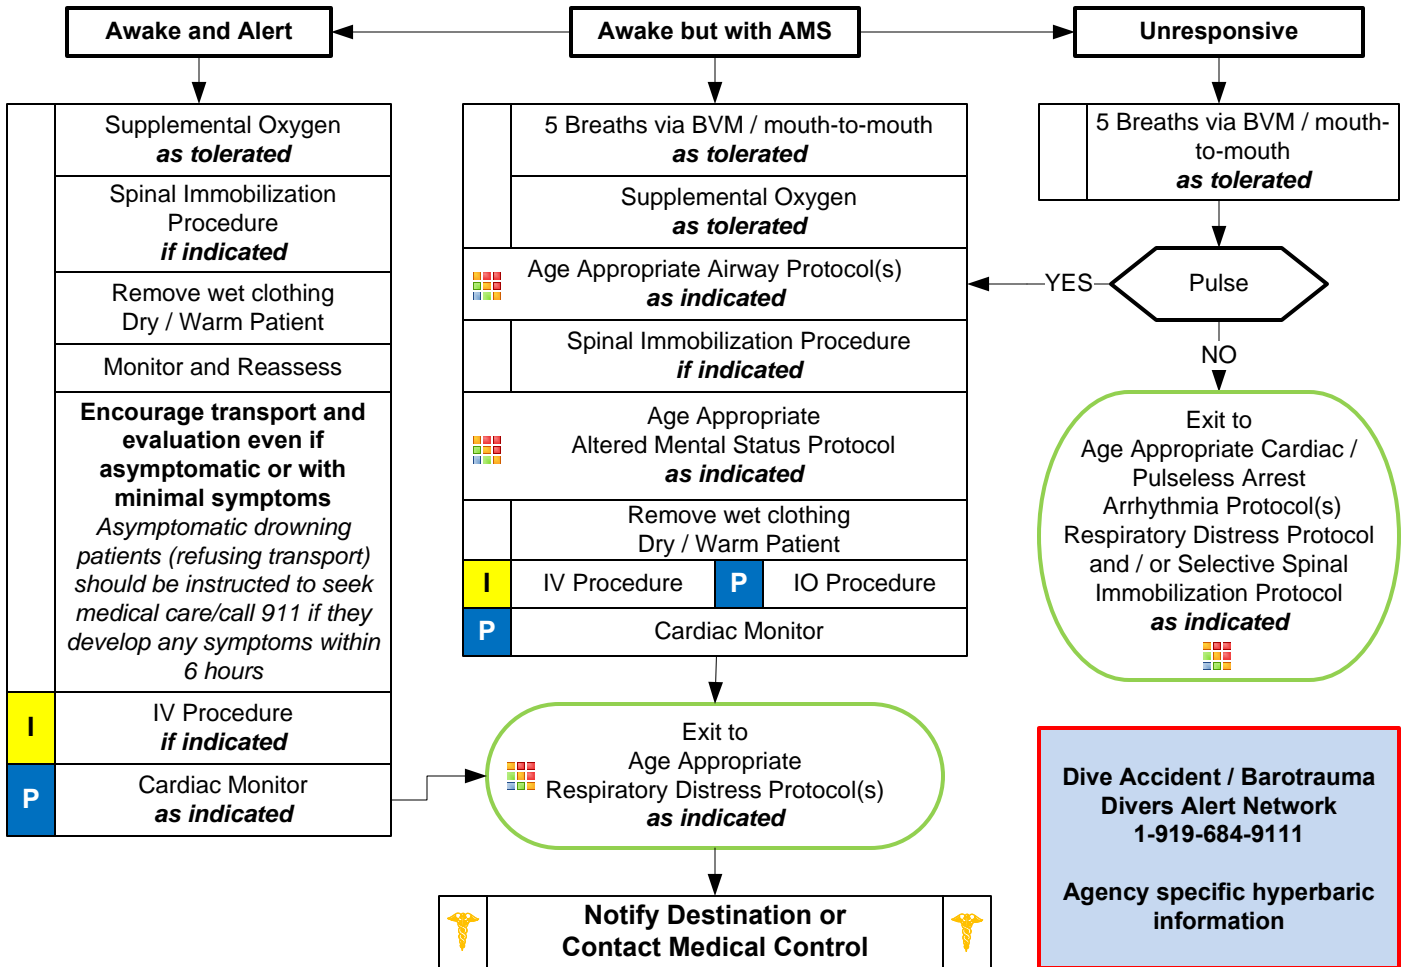 Awake and Alert
Awake but with AMS
Unresponsive
Supplemental Oxygen
as tolerated
Spinal Immobilization
Procedure
if indicated
Remove wet clothing
Dry / Warm Patient
Monitor and Reassess
Encourage transport and
evaluation even if
asymptomatic or with
minimal symptoms
Asymptomatic drowning
patients (refusing transport)
should be instructed to seek
medical care/call 911 if they
develop any symptoms within
6 hours
I
IV Procedure
if indicated
P
Cardiac Monitor
as indicated
5 Breaths via BVM / mouth-to-mouth
as tolerated
Supplemental Oxygen
as tolerated
Age Appropriate Airway Protocol(s)
as indicated
Spinal Immobilization Procedure
if indicated
Age Appropriate
Altered Mental Status Protocol
as indicated
Remove wet clothing
Dry / Warm Patient
I
IV Procedure
P
IO Procedure
P
Cardiac Monitor
Exit to
Age Appropriate
Respiratory Distress Protocol(s)
as indicated
Notify Destination or
Contact Medical Control
5 Breaths via BVM / mouth-
to-mouth
as tolerated
Pulse
YES
NO
Exit to
Age Appropriate Cardiac /
Pulseless Arrest
Arrhythmia Protocol(s)
Respiratory Distress Protocol
and / or Selective Spinal
Immobilization Protocol
as indicated
Dive Accident / Barotrauma
Divers Alert Network
1-919-684-9111
Agency specific hyperbaric
information